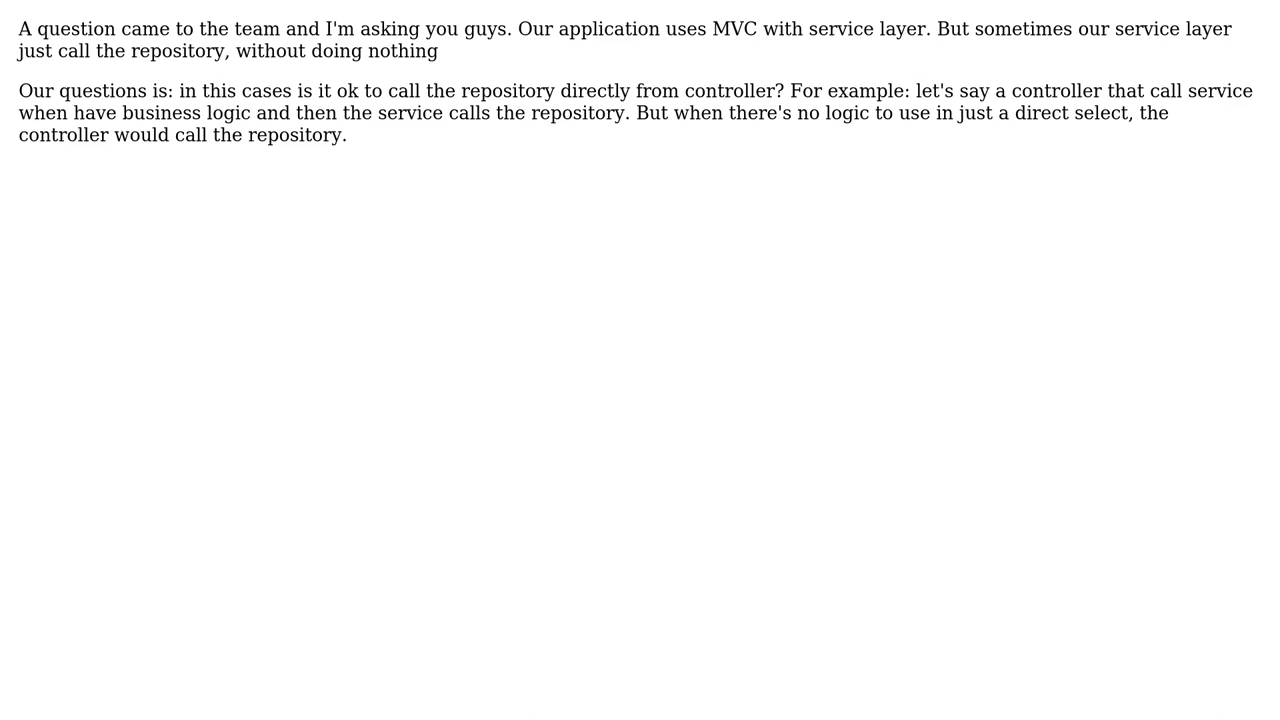 A question came to the team and I'm asking you guys. Our application uses MVC with service layer. But sometimes our service layer
just call the repository, without doing nothing
Our questions is: in this cases is it ok to call the repository directly from controller? For example: let's say a controller that call service
when have business logic and then the service calls the repository. But when there's no logic to use in just a direct select, the
controller would call the repository.